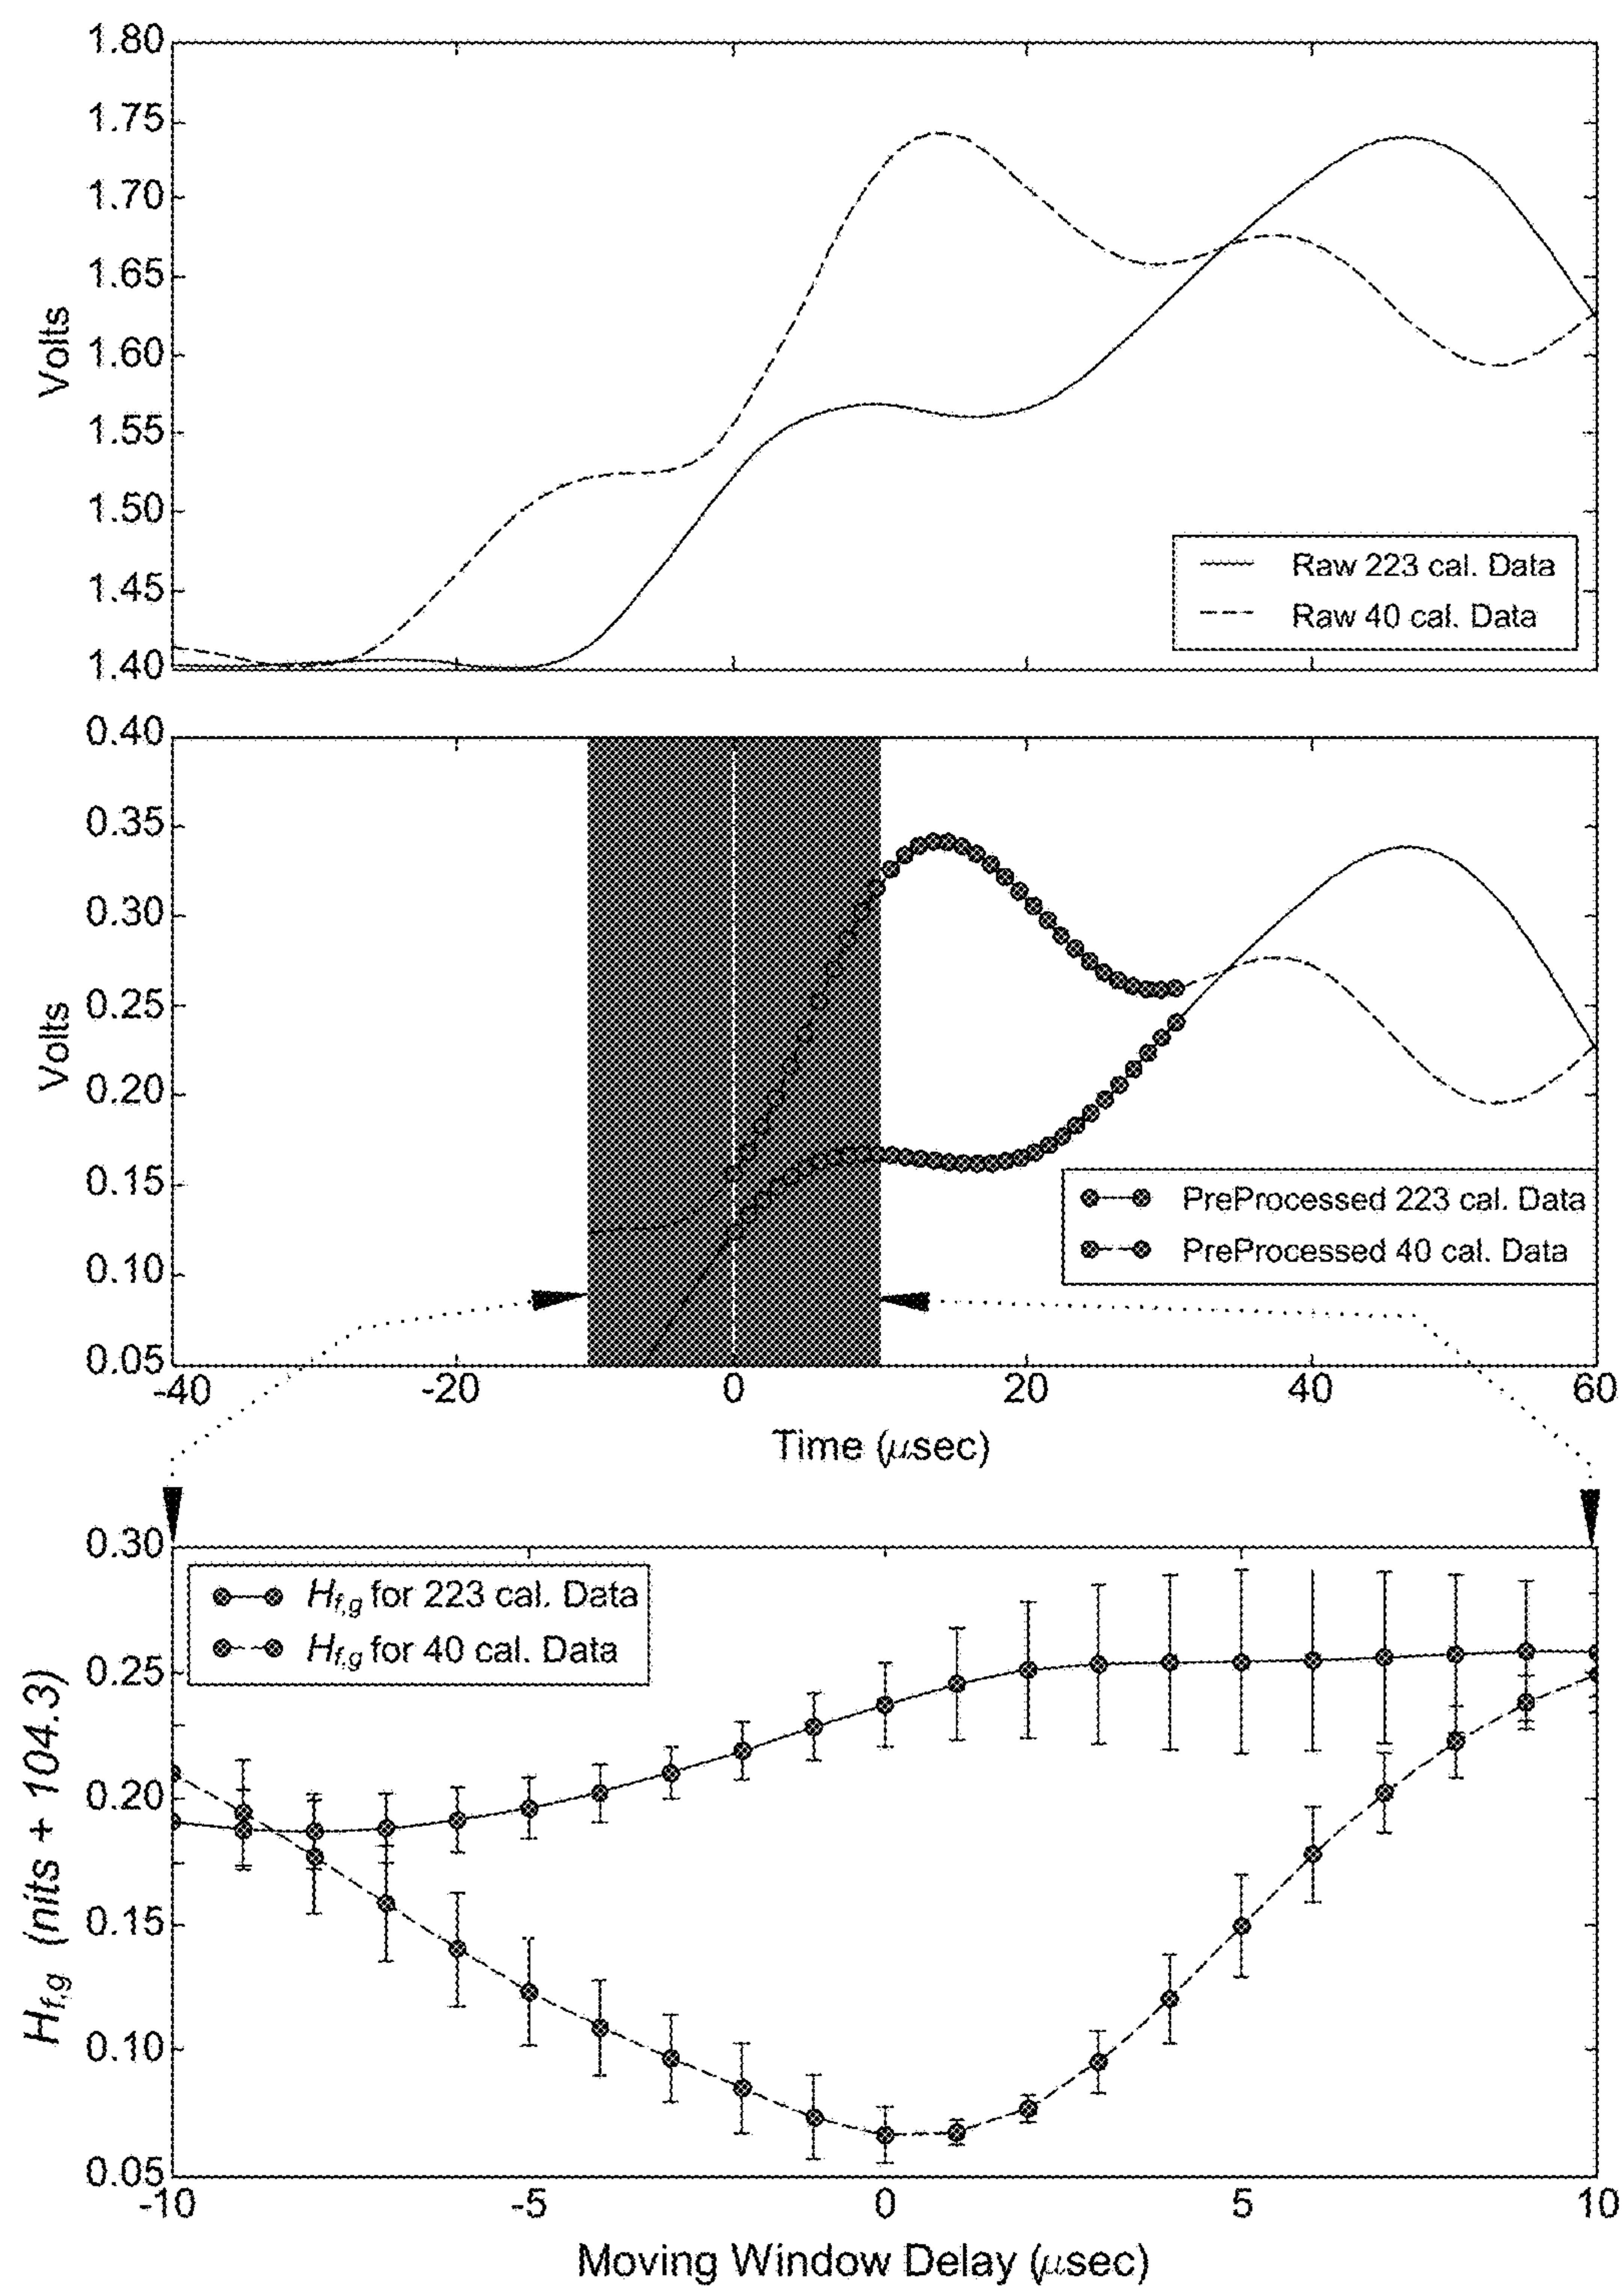 1.80
1.75
1.70
1.65
1.60
1.55
1.50
1.45
1.40
Volts
Raw 223 cal. Data
Raw 40 cal. Data
0.40
0.35
0.30
0.25
0.20
0.15
0.10
0.05
Volts
PreProcessed 223 cal. Data
PreProcessed 40 cal. Data
-40 -20 0 20 40 60
Time (μsec)
0.30
0.25
0.20
0.15
0.10
0.05
Hf,g (nits + 104.3)
Hf,g for 223 cal. Data
Hf,g for 40 cal. Data
-10 -5 0 5 10
Moving Window Delay (μsec)